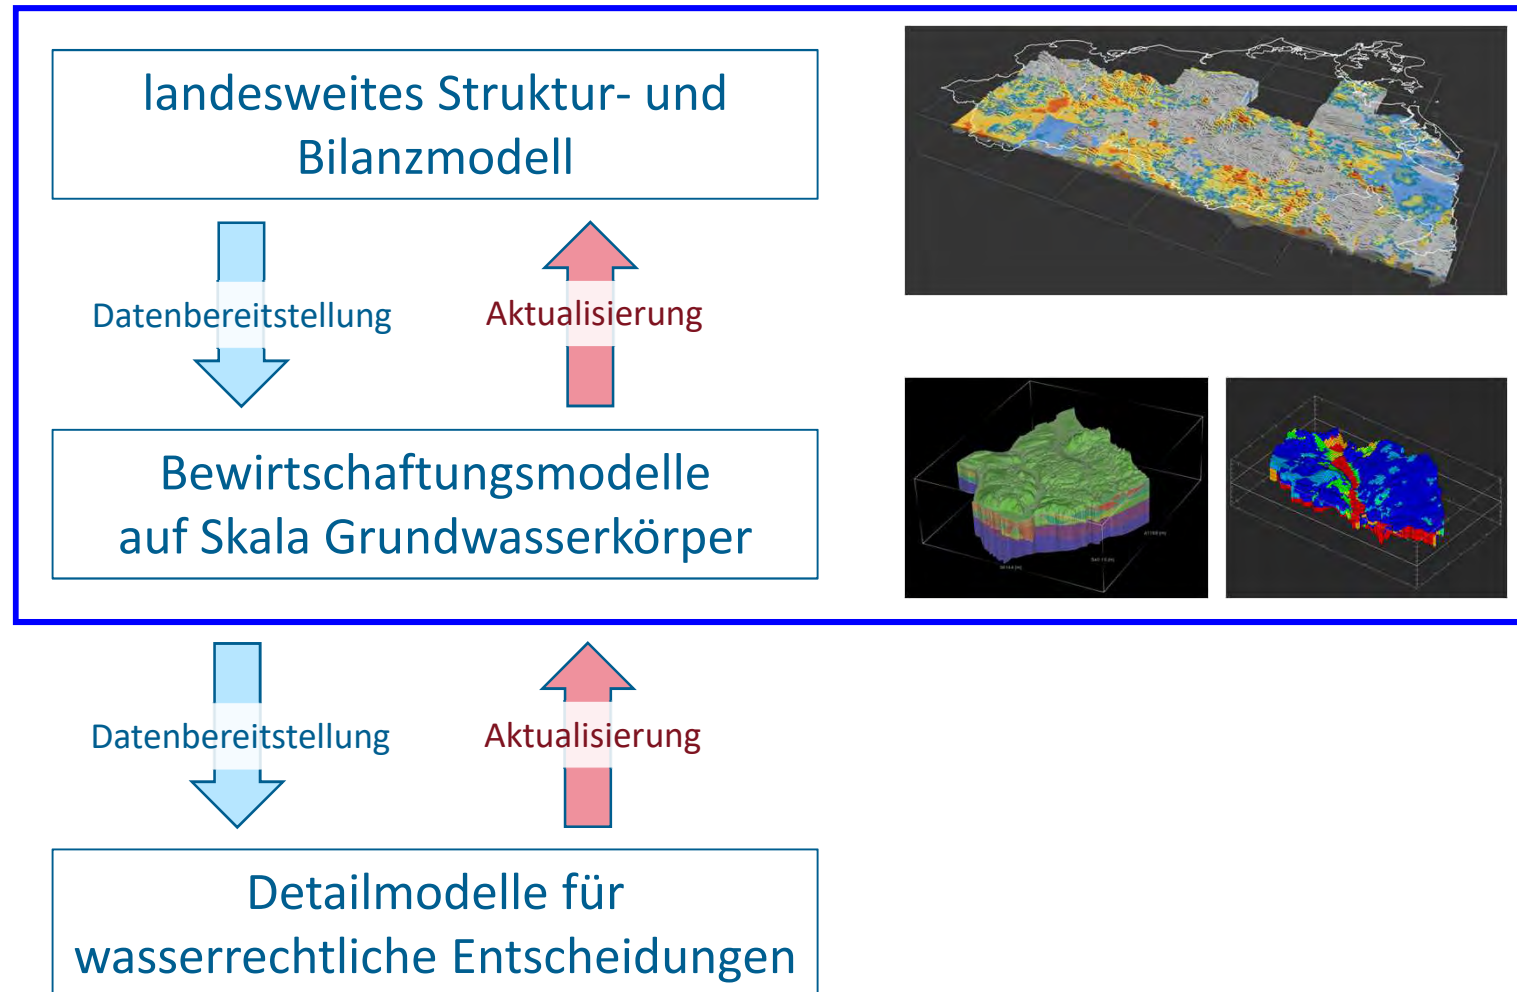 landesweites Struktur- und
Bilanzmodell
Datenbereitstellung
Aktualisierung
Bewirtschaftungsmodelle
auf Skala Grundwasserkörper
Datenbereitstellung
Aktualisierung
Detailmodelle für
wasserrechtliche Entscheidungen